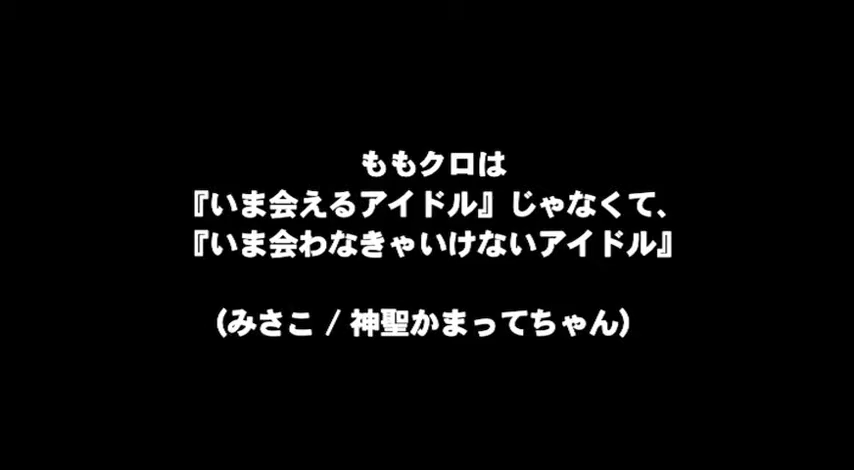 ももクロは
『いま会えるアイドル』じゃなくて、
『いま会わなきゃいけないアイドル』
(みさこ / 神聖かまってちゃん)